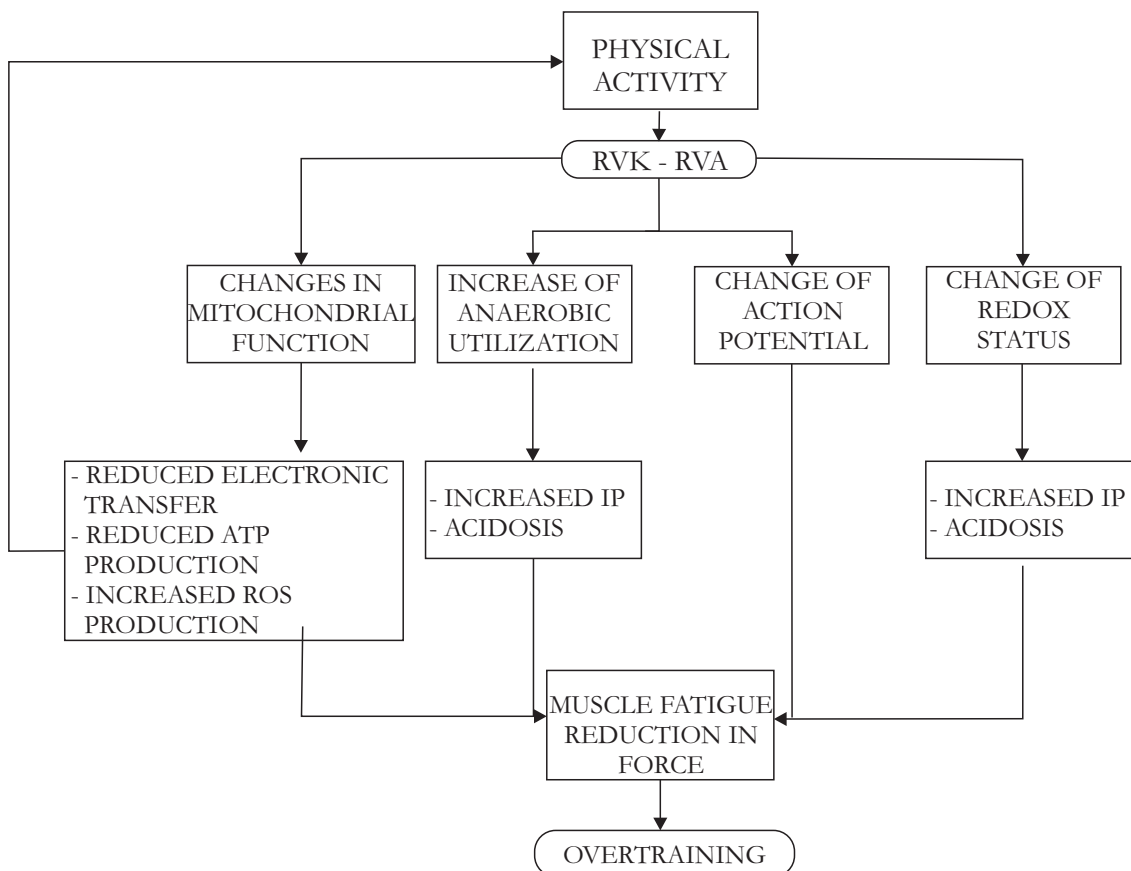 PHYSICAL
ACTIVITY
RVK - RVA
CHANGES IN
MITOCHONDRIAL
FUNCTION
INCREASE OF
ANAEROBIC
UTILIZATION
CHANGE OF
ACTION
POTENTIAL
CHANGE OF
REDOX
STATUS
- REDUCED ELECTRONIC
TRANSFER
- REDUCED ATP
PRODUCTION
- INCREASED ROS
PRODUCTION
- INCREASED IP
- ACIDOSIS
- INCREASED IP
- ACIDOSIS
MUSCLE FATIGUE
REDUCTION IN
FORCE
OVERTRAINING